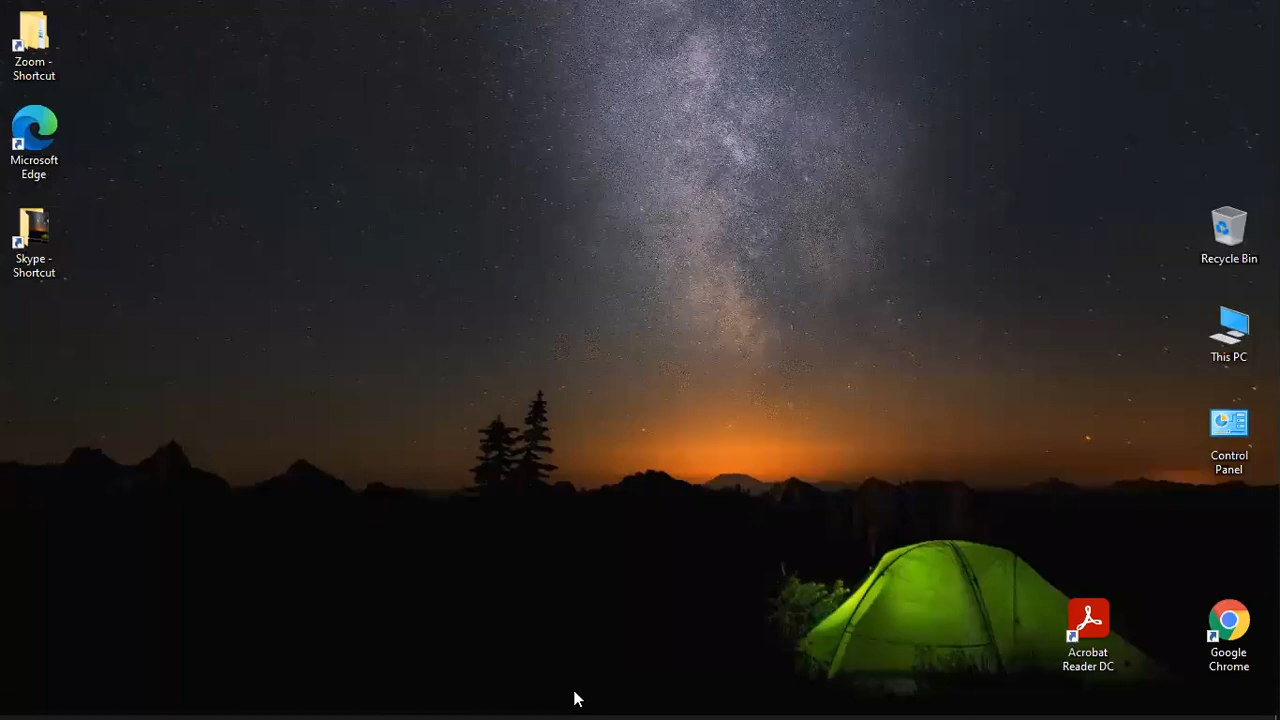 Zoom -
Shortcut
Microsoft
Edge
Skype -
Shortcut
Recycle Bin
This PC
Control
Panel
Acrobat
Reader DC
Google
Chrome